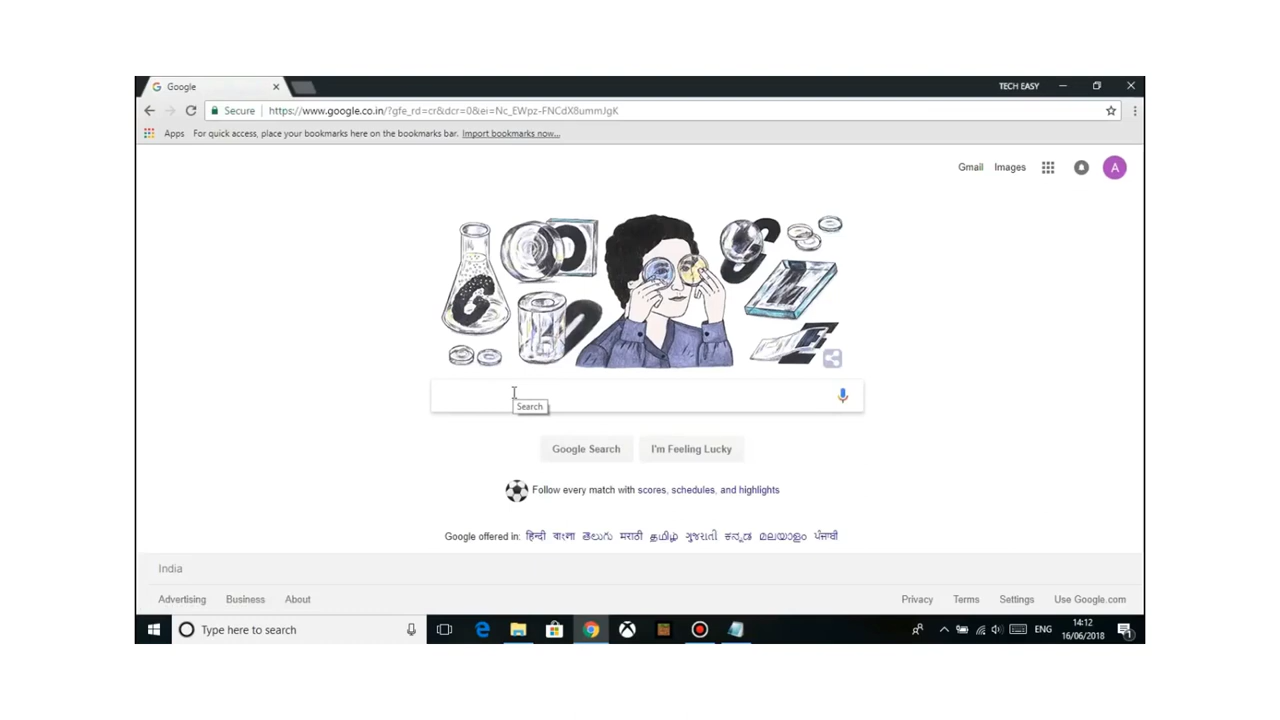 Google
TECH EASY
Secure https://www.google.co.in/?gfe_rd=cr&dcr=0&ei=Nc_EWpz-FNCdX8ummJgK
Apps For quick access, place your bookmarks here on the bookmarks bar. Import bookmarks now...
Gmail Images A
Search
Google Search I'm Feeling Lucky
Follow every match with scores, schedules, and highlights
Google offered in: हिन्दी বাংলা తెలుగు मराठी தமிழ் ગુજરાતી ಕನ್ನಡ മലയാളം ਪੰਜਾਬੀ
India
Advertising Business About Privacy Terms Settings Use Google.com
Type here to search ENG 14:12
16/06/2018
1